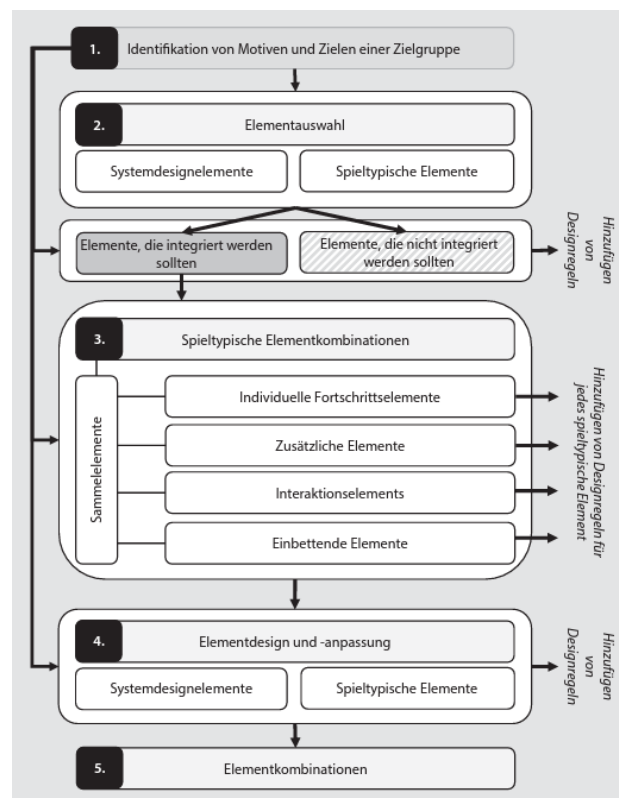 1. Identifikation von Motiven und Zielen einer Zielgruppe
2. Elementauswahl
Systemdesignelemente
Spieltypische Elemente
Elemente, die integriert werden
sollten
Elemente, die nicht integriert
werden sollten
Hinzufügen
von
Designregeln
3. Spieltypische Elementkombinationen
Sammelelemente
Individuelle Fortschrittselemente
Zusätzliche Elemente
Interaktionselements
Einbettende Elemente
Hinzufügen von Designregeln für
jedes spieltypische Element
4. Elementdesign und -anpassung
Systemdesignelemente
Spieltypische Elemente
Hinzufügen
von
Designregeln
5. Elementkombinationen